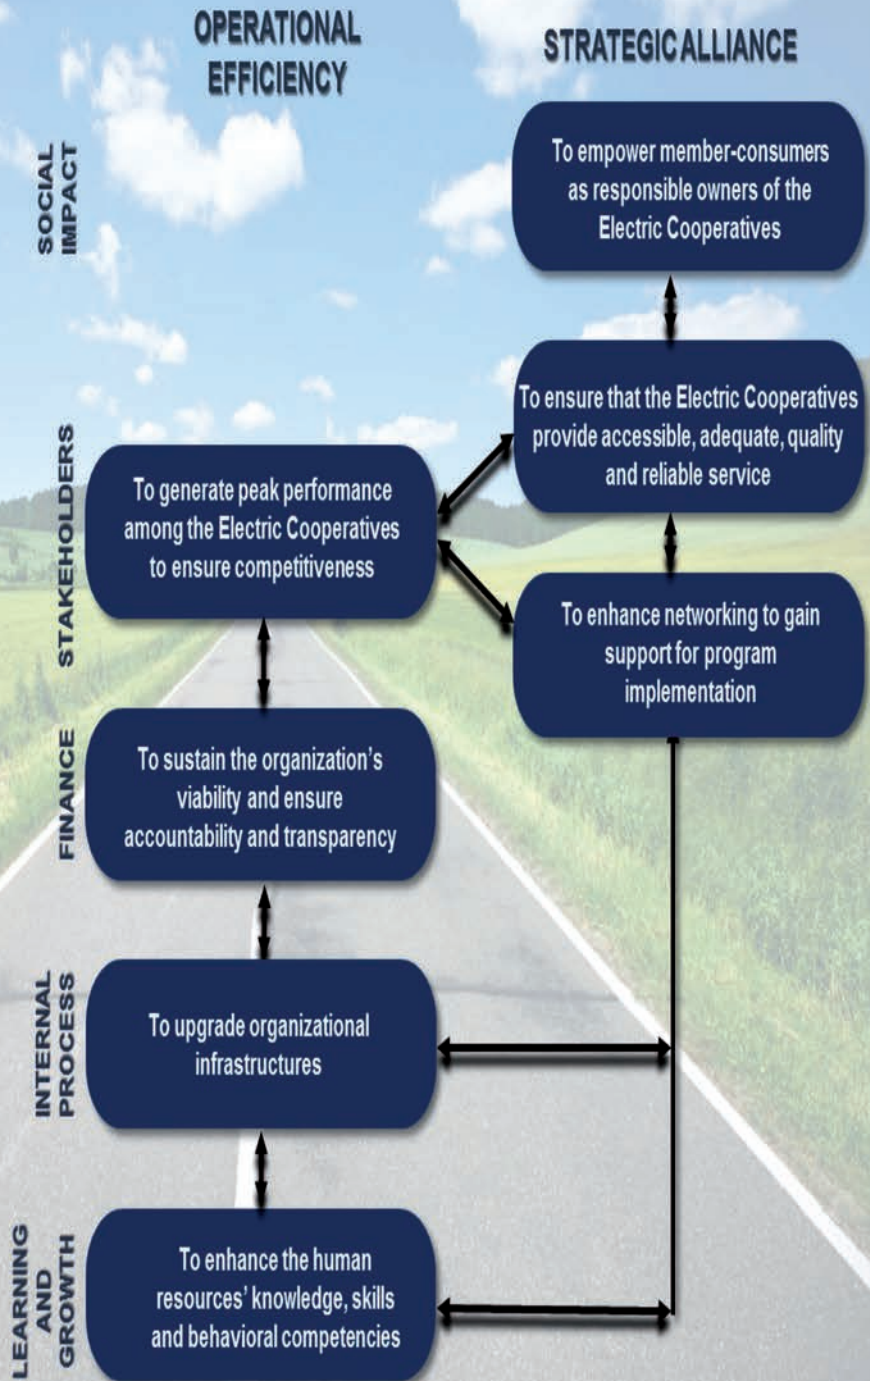 OPERATIONAL
EFFICIENCY
STRATEGIC ALLIANCE
SOCIAL
IMPACT
To empower member-consumers
as responsible owners of the
Electric Cooperatives
STAKEHOLDERS
To generate peak performance
among the Electric Cooperatives
to ensure competitiveness
To ensure that the Electric Cooperatives
provide accessible, adequate, quality
and reliable service
To enhance networking to gain
support for program
implementation
FINANCE
To sustain the organization's
viability and ensure
accountability and transparency
INTERNAL
PROCESS
To upgrade organizational
infrastructures
LEARNING
AND
GROWTH
To enhance the human
resources' knowledge, skills
and behavioral competencies